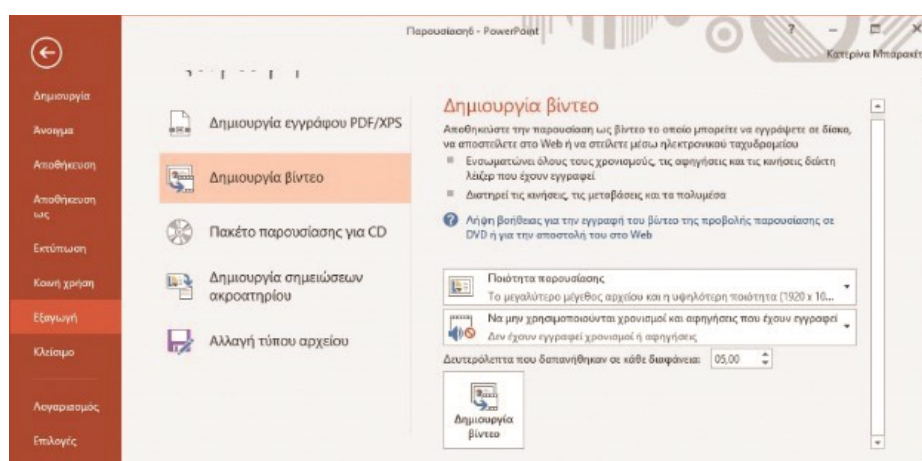 Παρουσίαση6 - PowerPoint
?
Κατερίνα Μπαρακέτ
Δημιουργία
Άνοιγμα
Αποθήκευση
Αποθήκευση
ως
Εκτύπωση
Κοινή χρήση
Εξαγωγή
Κλείσιμο
Λογαριασμός
Επιλογές
Δημιουργία εγγράφου PDF/XPS
Δημιουργία βίντεο
Πακέτο παρουσίασης για CD
Δημιουργία σημειώσεων
ακροατηρίου
Αλλαγή τύπου αρχείου
Δημιουργία βίντεο
Αποθηκεύστε την παρουσίαση ως βίντεο το οποίο μπορείτε να εγγράψετε σε δίσκο,
να αποστείλετε στο Web ή να στείλετε μέσω ηλεκτρονικού ταχυδρομείου
Ενσωματώνει όλους τους χρονισμούς, τις αφηγήσεις και τις κινήσεις δείκτη
λέιζερ που έχουν εγγραφεί
Διατηρεί τις κινήσεις, τις μεταβάσεις και τα πολυμέσα
Λήψη βοήθειας για την εγγραφή του βίντεο της προβολής παρουσίασης σε
DVD ή για την αποστολή του στο Web
Ποιότητα παρουσίασης
Το μεγαλύτερο μέγεθος αρχείου και η υψηλότερη ποιότητα (1920 x 10...
Να μην χρησιμοποιούνται χρονισμοί και αφηγήσεις που έχουν εγγραφεί
Δεν έχουν εγγραφεί χρονισμοί ή αφηγήσεις
Δευτερόλεπτα που δαπανήθηκαν σε κάθε διαφάνεια: 05,00
Δημιουργία
βίντεο